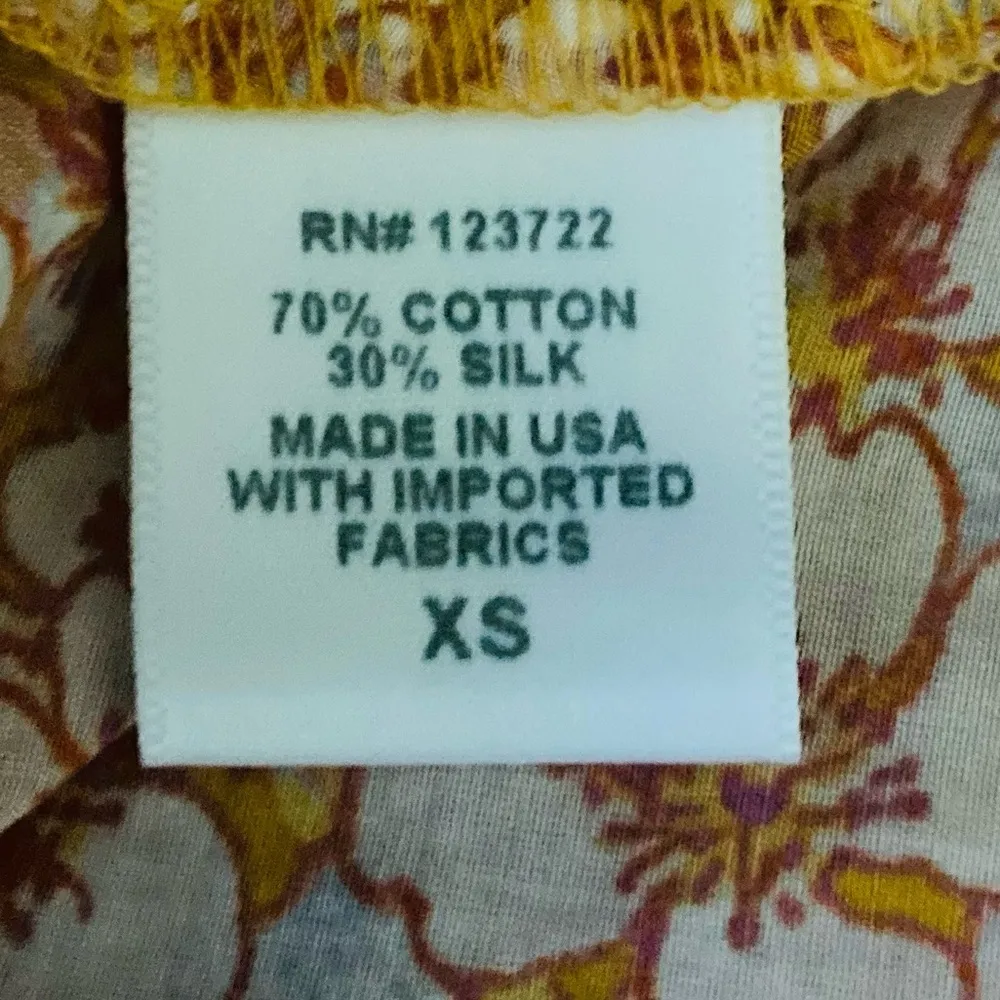 RN# 123722
70% COTTON
30% SILK
MADE IN USA
WITH IMPORTED
FABRICS
XS